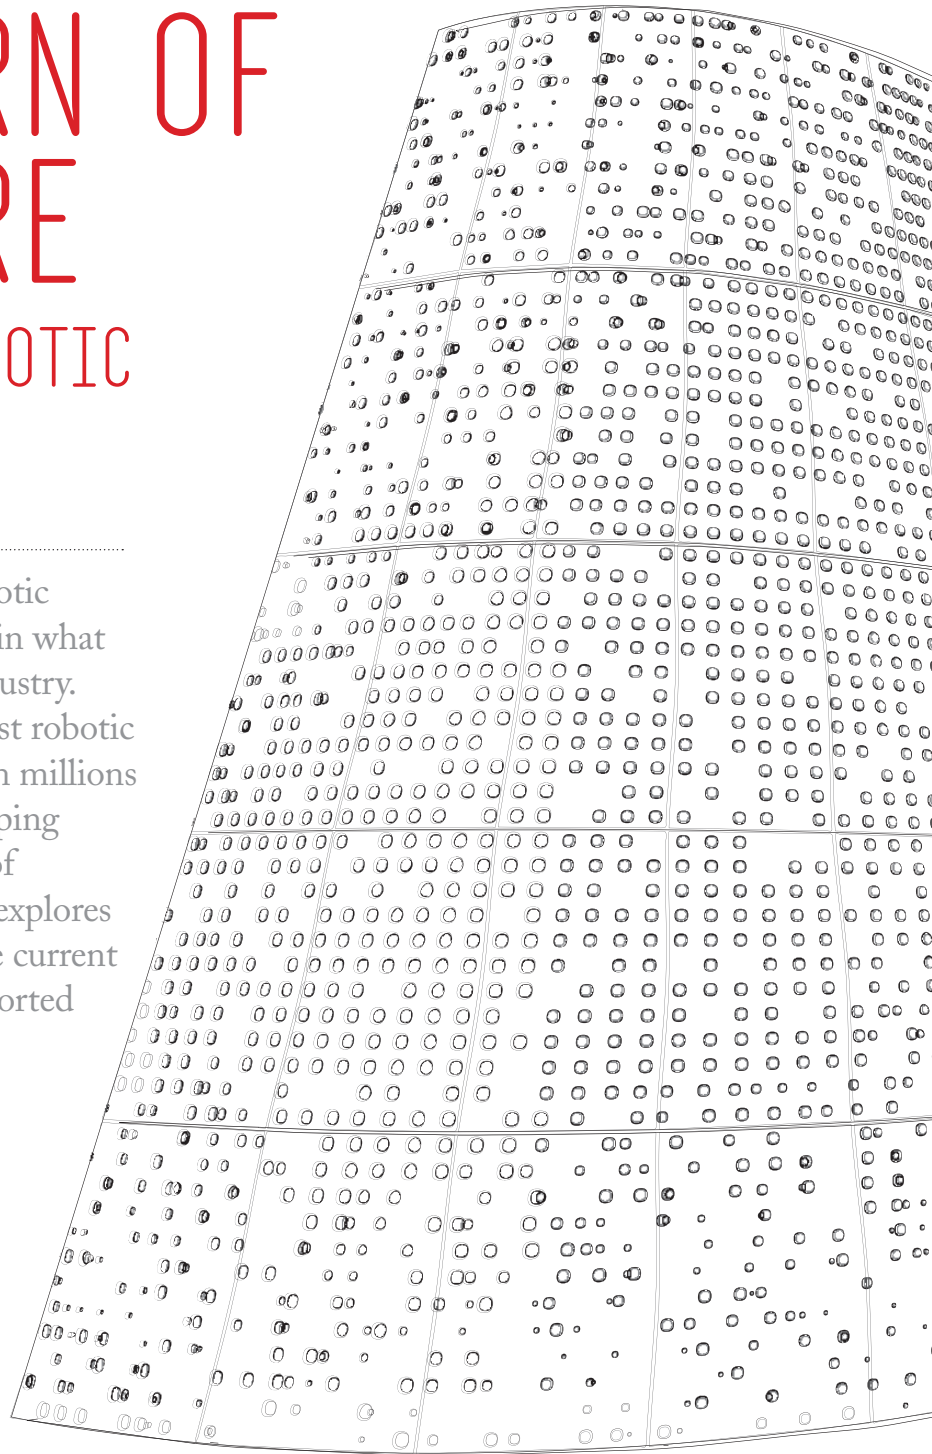 RN OF
RE
OTIC
otic
in what
ustry.
st robotic
n millions
ping
of
explores
e current
orted